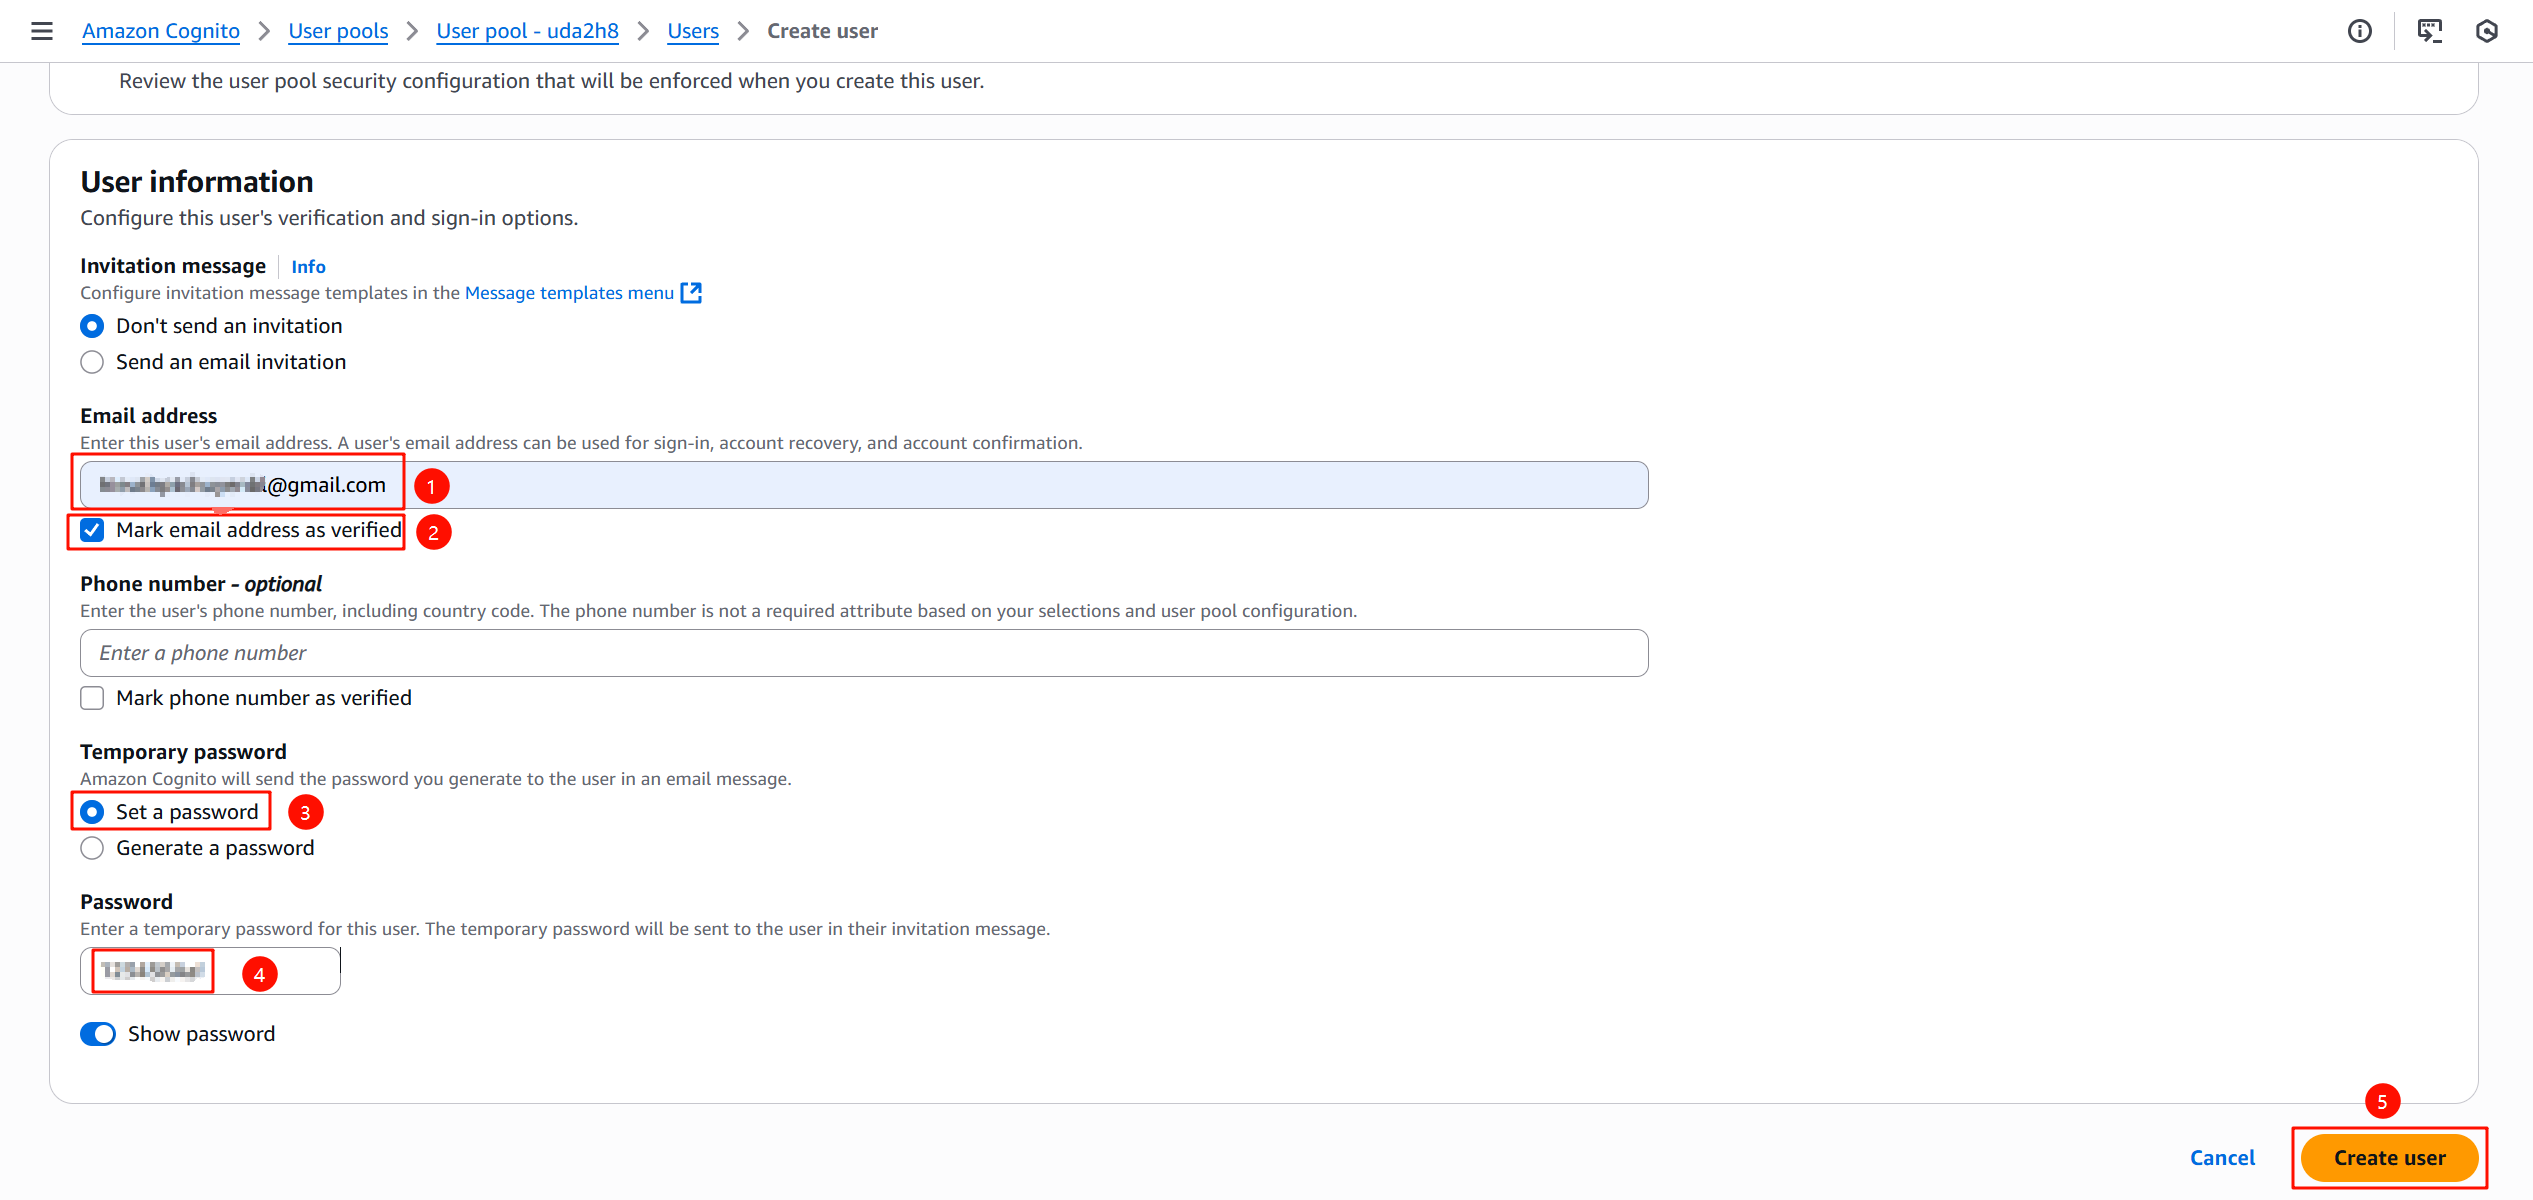 Amazon Cognito > User pools > User pool - uda2h8 > Users > Create user
Review the user pool security configuration that will be enforced when you create this user.
User information
Configure this user's verification and sign-in options.
Invitation message Info
Configure invitation message templates in the Message templates menu
Don't send an invitation
Send an email invitation
Email address
Enter this user's email address. A user's email address can be used for sign-in, account recovery, and account confirmation.
@gmail.com 1
Mark email address as verified 2
Phone number - optional
Enter the user's phone number, including country code. The phone number is not a required attribute based on your selections and user pool configuration.
Enter a phone number
Mark phone number as verified
Temporary password
Amazon Cognito will send the password you generate to the user in an email message.
Set a password 3
Generate a password
Password
Enter a temporary password for this user. The temporary password will be sent to the user in their invitation message.
4
Show password
5
Cancel Create user